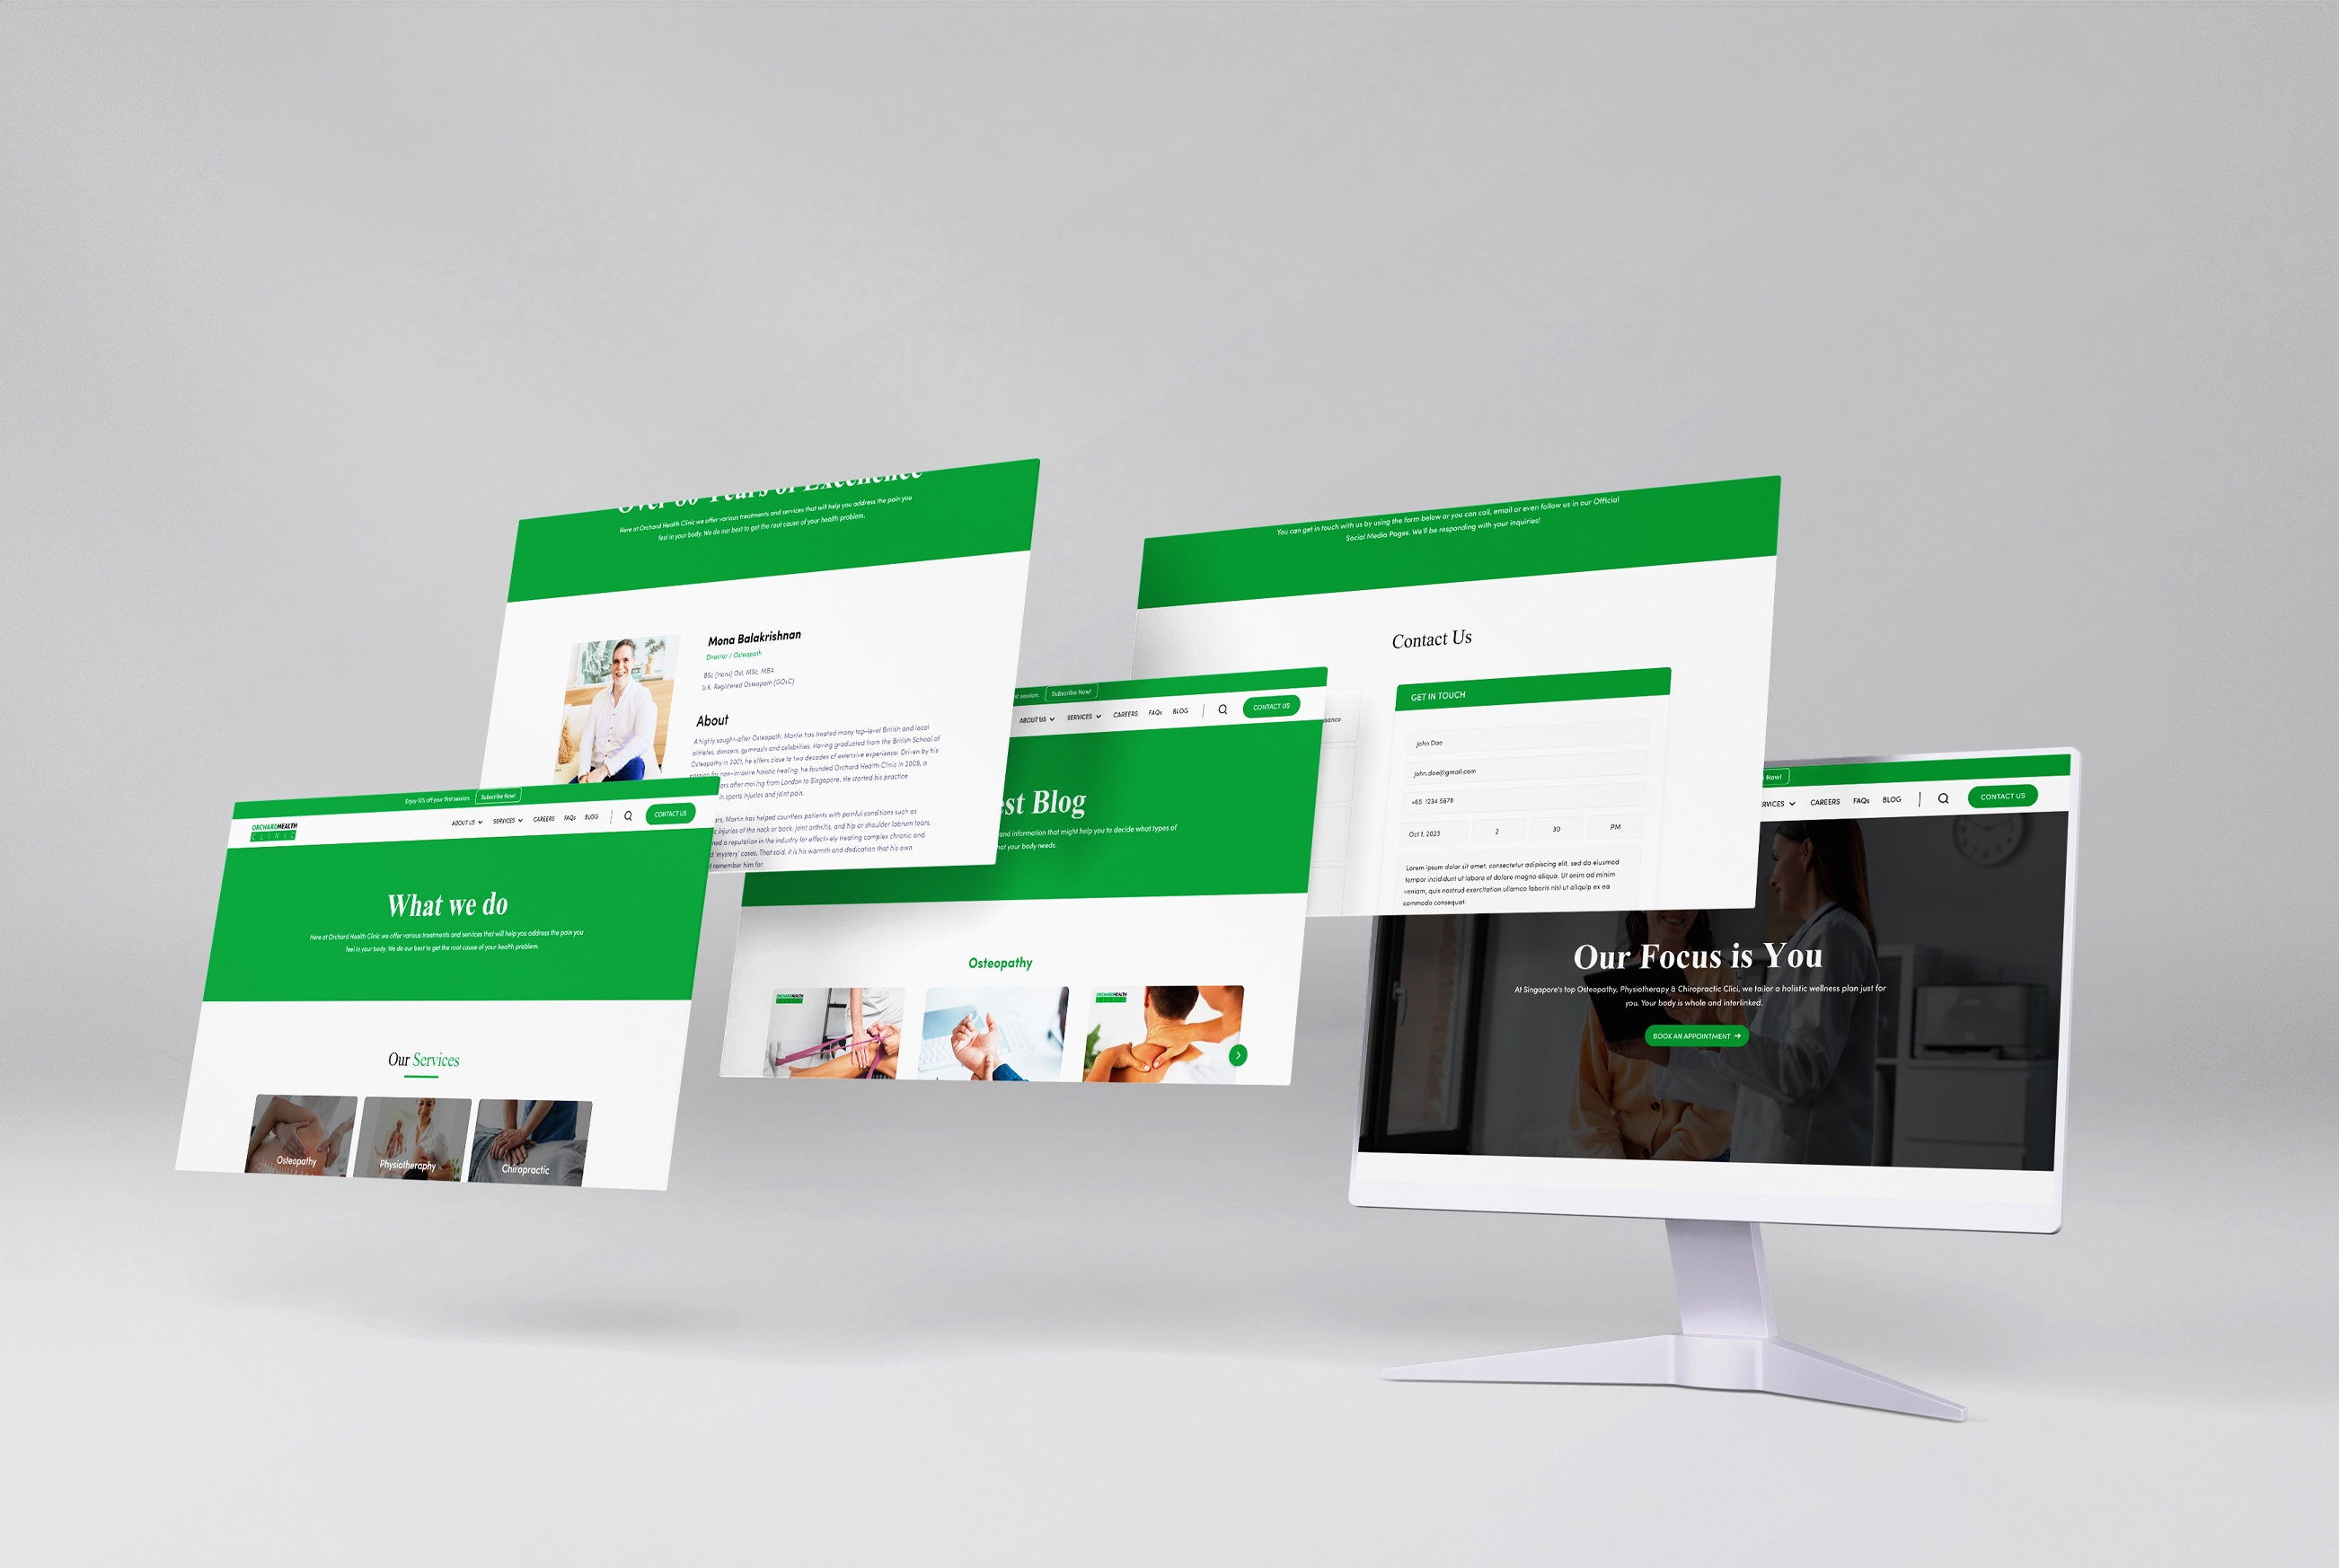 Over 80 Years of Excellence
Here at Orchard Health Clinic we offer various treatments and services that will help you address the pain you
feel in your body. We do our best to get the root cause of your health problem.
Mona Balakrishnan
Director / Osteopath
BSc (Hons) Ost, MSc, MBA
U.K. Registered Osteopath (GOsC)
About
A highly sought-after Osteopath, Martin has treated many top-level British and local
athletes, dancers, gymnasts and celebrities. Having graduated from the British School of
Osteopathy in 2001, he offers close to two decades of extensive experience. Driven by his
passion for non-invasive holistic healing, he founded Orchard Health Clinic in 2009, a
ars after moving from London to Singapore. He started his practice
in sports injuries and joint pain.
ars, Martin has helped countless patients with painful conditions such as
c injuries of the neck or back, joint arthritis, and hip or shoulder labrum tears.
ned a reputation in the industry for effectively treating complex chronic and
d 'mystery' cases. That said, it is his warmth and dedication that his own
t remember him for.
You can get in touch with us by using the form below or you can call, email or even follow us in our Official
Social Media Pages. We'll be responding with your inquiries!
Contact Us
GET IN TOUCH
John Doe
john.doe@gmail.com
+65 1234 5678
Oct 1, 2023 2 30 PM
Lorem ipsum dolor sit amet, consectetur adipiscing elit, sed do eiusmod
tempor incididunt ut labore et dolore magna aliqua. Ut enim ad minim
veniam, quis nostrud exercitation ullamco laboris nisi ut aliquip ex ea
commodo consequat.
st session. Subscribe Now!
ABOUT US SERVICES CAREERS FAQs BLOG CONTACT US
est Blog
and information that might help you to decide what types of
hat your body needs.
Osteopathy
ORCHARDHEALTH
CLINIC
ORCHARDHEALTH
CLINIC
Enjoy 10% off your first session. Subscribe Now!
ORCHARDHEALTH
CLINIC
ABOUT US SERVICES CAREERS FAQs BLOG CONTACT US
What we do
Here at Orchard Health Clinic we offer various treatments and services that will help you address the pain you
feel in your body. We do our best to get the root cause of your health problem.
Our Services
Osteopathy Physiotheraphy Chiropractic
Now!
RVICES CAREERS FAQs BLOG CONTACT US
Our Focus is You
At Singapore's top Osteopathy, Physiotherapy & Chiropractic Clici, we tailor a holistic wellness plan just for
you. Your body is whole and interlinked.
BOOK AN APPOINTMENT